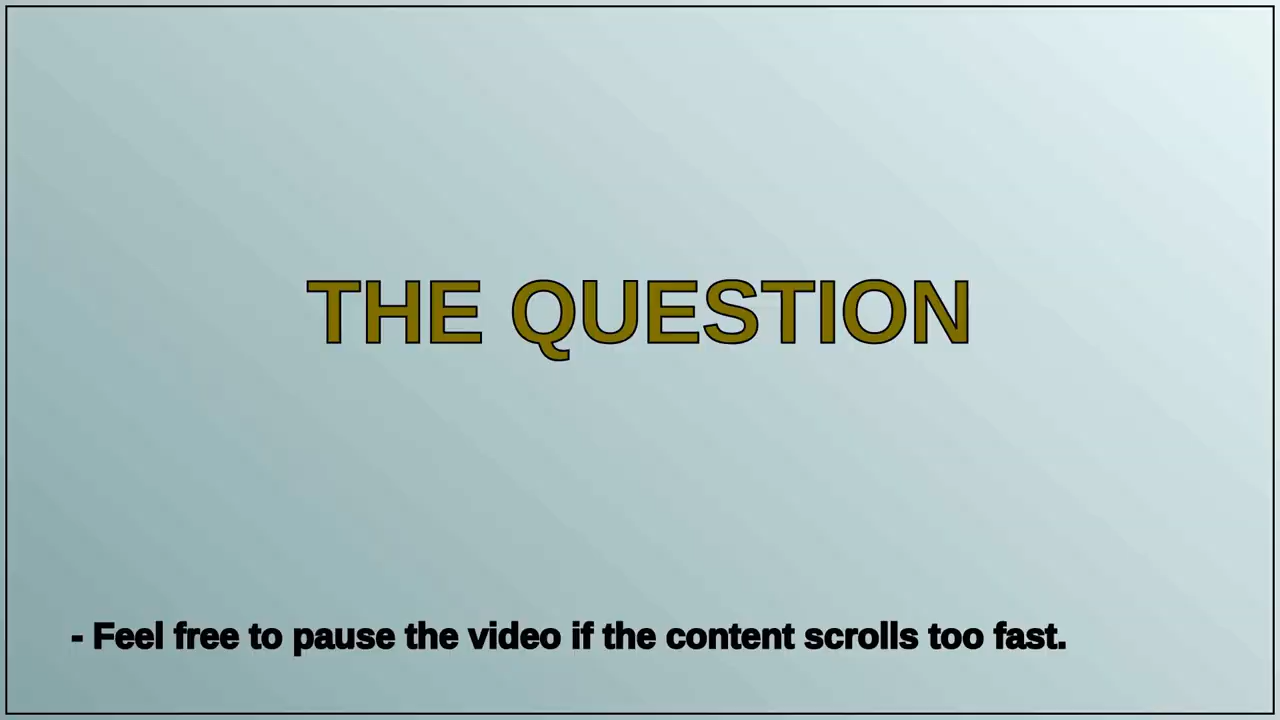 THE QUESTION
- Feel free to pause the video if the content scrolls too fast.